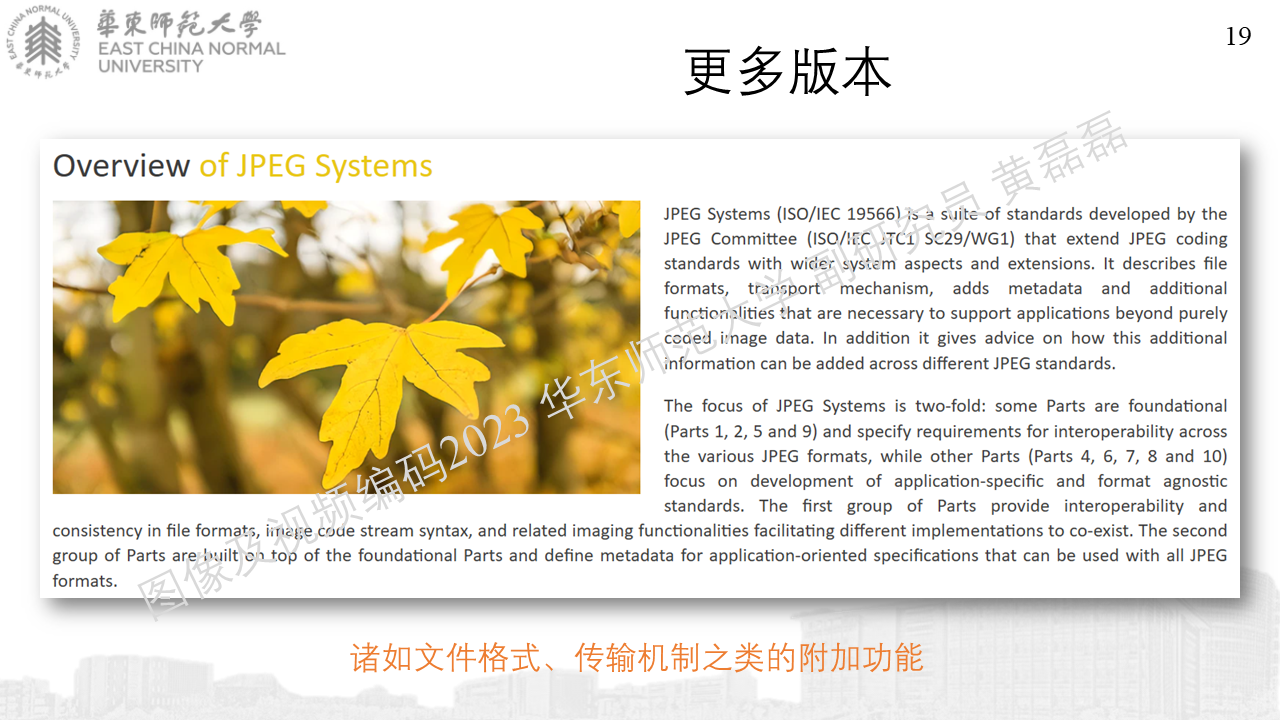 華東師範大學
EAST CHINA NORMAL
UNIVERSITY
EAST CHINA NORMAL UNIVERSITY
華東师范大學
19
更多版本
Overview of JPEG Systems
JPEG Systems (ISO/IEC 19566) is a suite of standards developed by the
JPEG Committee (ISO/IEC JTC1 SC29/WG1) that extend JPEG coding
standards with wider system aspects and extensions. It describes file
formats, transport mechanism, adds metadata and additional
functionalities that are necessary to support applications beyond purely
coded image data. In addition it gives advice on how this additional
information can be added across different JPEG standards.
The focus of JPEG Systems is two-fold: some Parts are foundational
(Parts 1, 2, 5 and 9) and specify requirements for interoperability across
the various JPEG formats, while other Parts (Parts 4, 6, 7, 8 and 10)
focus on development of application-specific and format agnostic
standards. The first group of Parts provide interoperability and
consistency in file formats, image code stream syntax, and related imaging functionalities facilitating different implementations to co-exist. The second
group of Parts are built on top of the foundational Parts and define metadata for application-oriented specifications that can be used with all JPEG
formats.
图像及视频编码2023 华东师范大学副研究员 黄磊磊
诸如文件格式、传输机制之类的附加功能